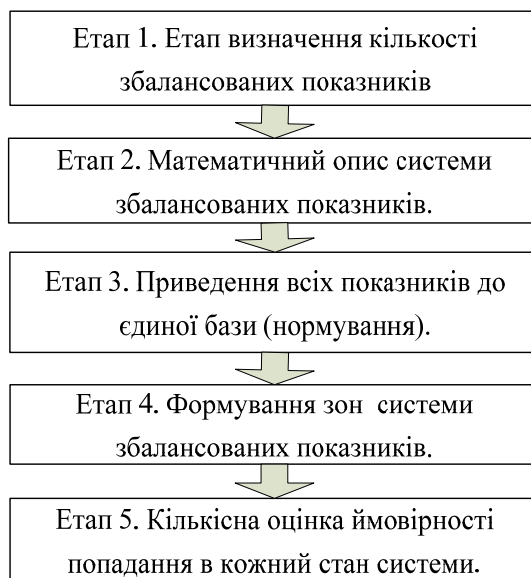 Етап 1. Етап визначення кількості
збалансованих показників
Етап 2. Математичний опис системи
збалансованих показників.
Етап 3. Приведення всіх показників до
єдиної бази (нормування).
Етап 4. Формування зон системи
збалансованих показників.
Етап 5. Кількісна оцінка ймовірності
попадання в кожний стан системи.